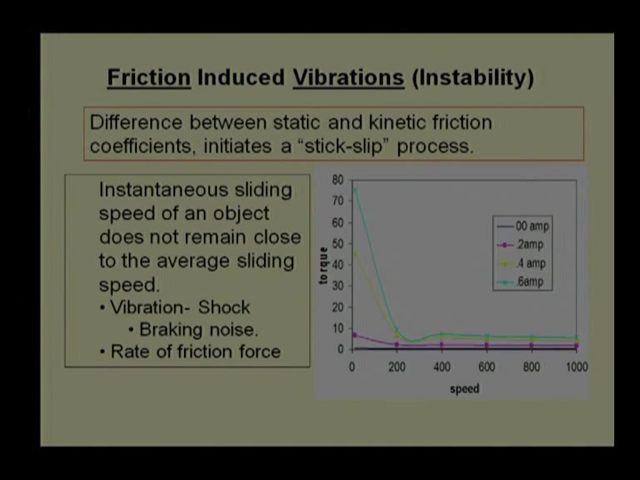 Friction Induced Vibrations (Instability)
Difference between static and kinetic friction
coefficients, initiates a “stick-slip” process.
Instantaneous sliding
speed of an object
does not remain close
to the average sliding
speed.
• Vibration- Shock
• Braking noise.
• Rate of friction force
80
70
60
50
40
30
20
10
0
torque
0 200 400 600 800 1000
speed
00 amp
.2amp
.4 amp
.6amp